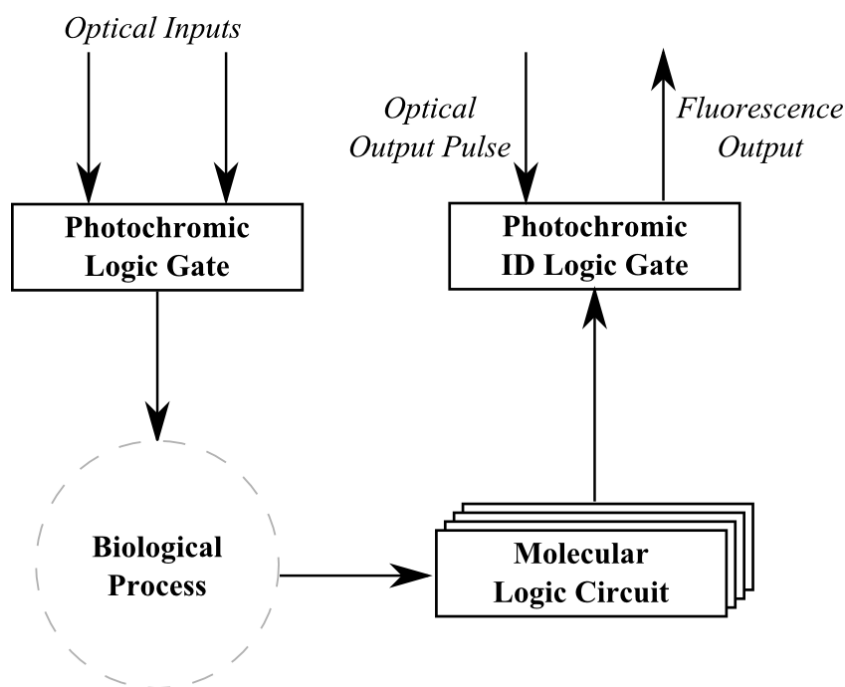 Optical Inputs
Optical
Output Pulse
Fluorescence
Output
Photochromic
Logic Gate
Photochromic
ID Logic Gate
Biological
Process
Molecular
Logic Circuit